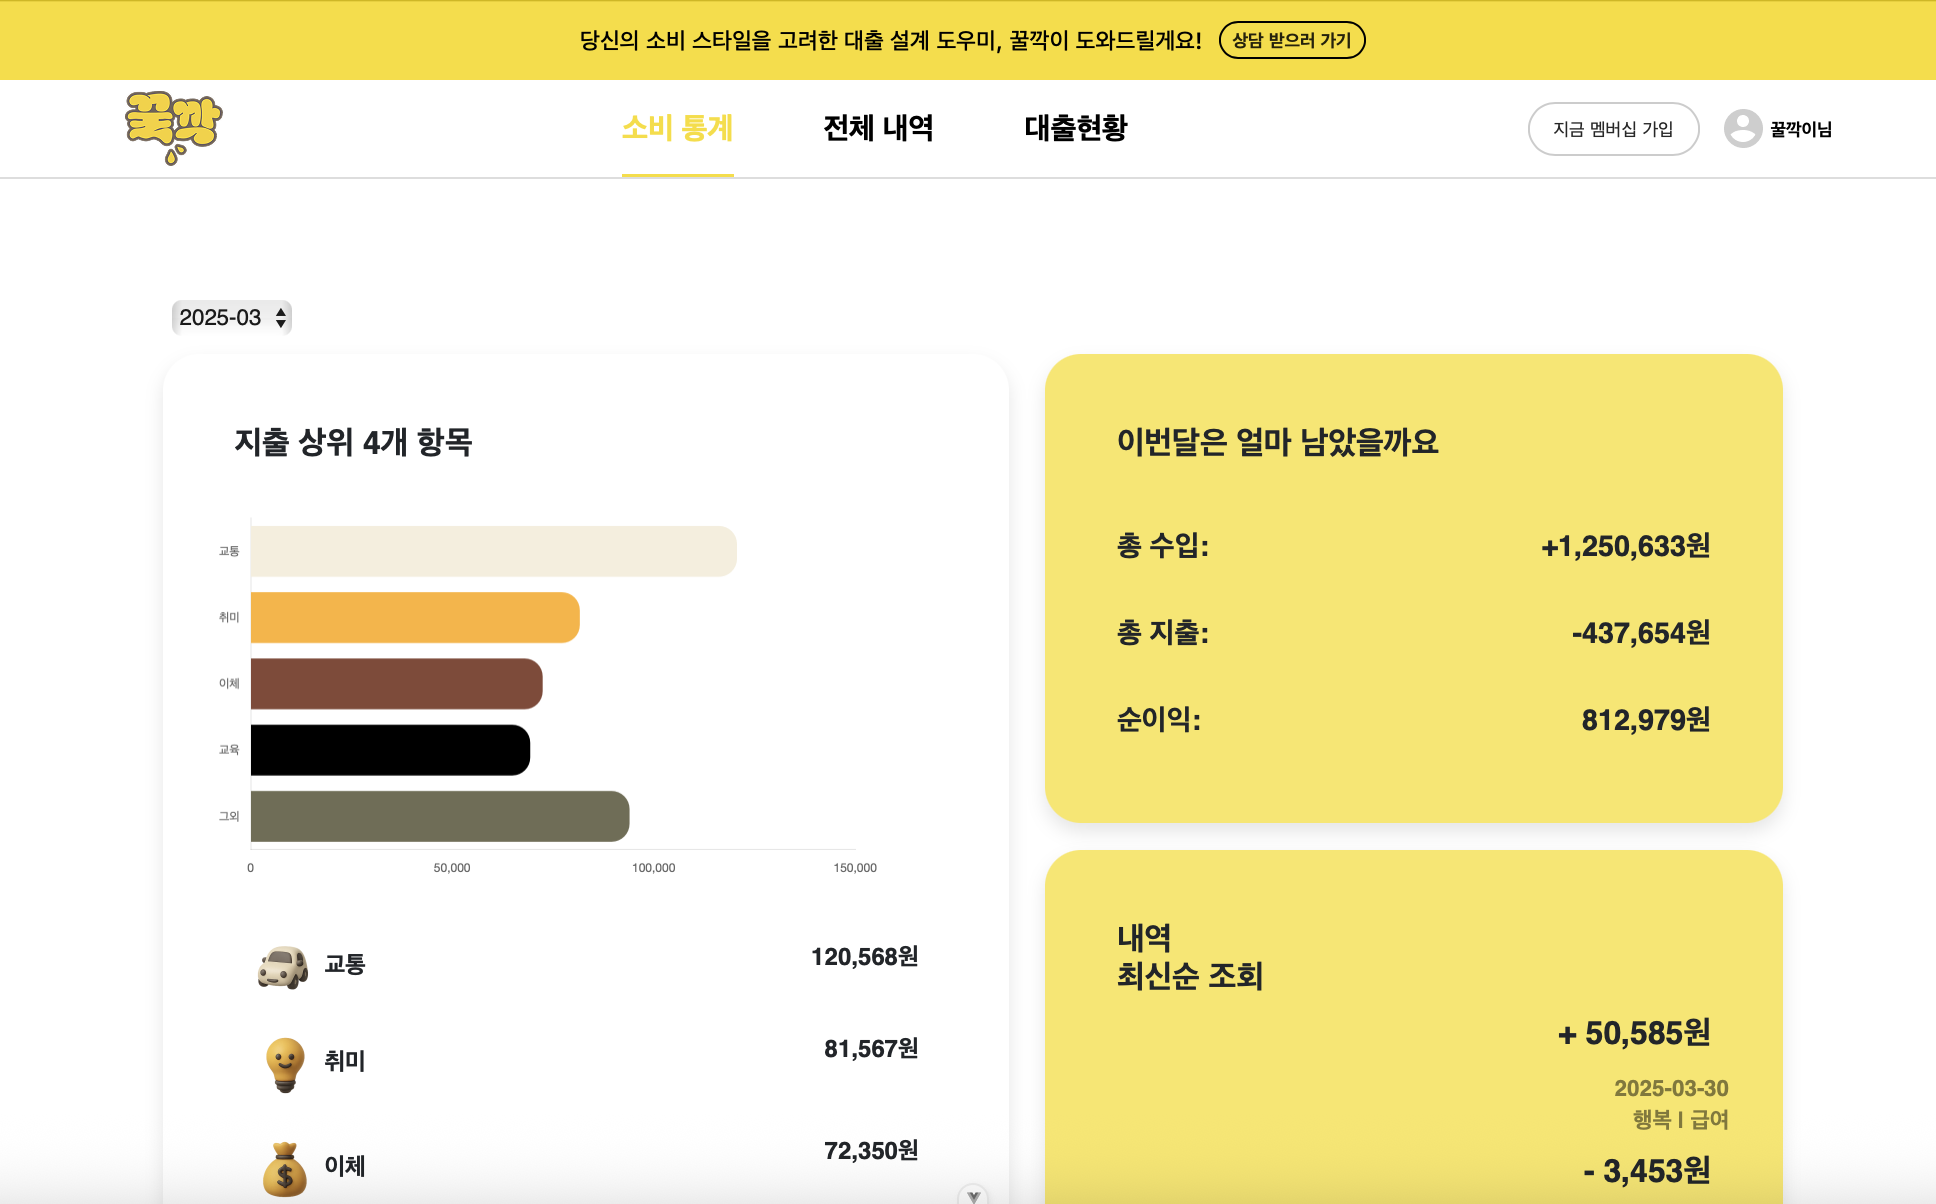 당신의 소비 스타일을 고려한 대출 설계 도우미, 꿀깍이 도와드릴게요! 상담 받으러 가기
꿀깍
소비 통계
전체 내역
대출현황
지금 멤버십 가입
꿀깍이님
2025-03
지출 상위 4개 항목
교통
취미
이체
교육
그외
0
50,000
100,000
150,000
교통
120,568원
취미
81,567원
이체
72,350원
이번달은 얼마 남았을까요
총 수입:
+1,250,633원
총 지출:
-437,654원
순이익:
812,979원
내역
최신순 조회
+ 50,585원
2025-03-30
행복 | 급여
- 3,453원